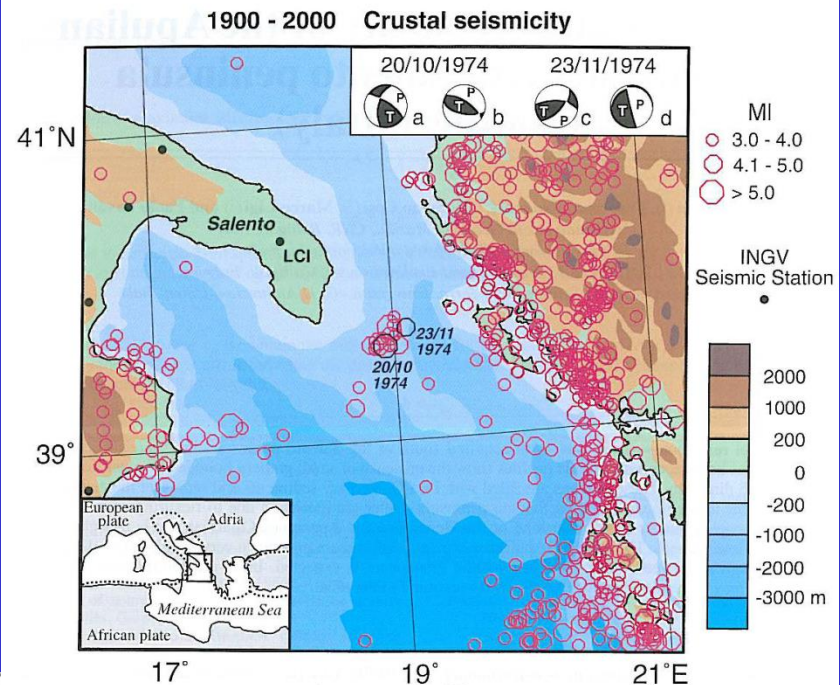 1900 - 2000 Crustal seismicity
20/10/1974 23/11/1974
P T a P T b T P c P T d
41°N
39°
17° 19° 21°E
Salento
LCI
23/11
1974
20/10
1974
Ml
3.0 - 4.0
4.1 - 5.0
> 5.0
INGV
Seismic Station
2000
1000
200
0
-200
-1000
-2000
-3000 m
European
plate
Adria
Mediterranean Sea
African plate